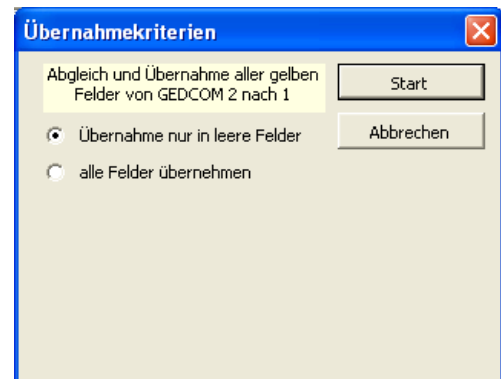 Übernahmekriterien
Abgleich und Übernahme aller gelben
Felder von GEDCOM 2 nach 1
Start
Übernahme nur in leere Felder
Abbrechen
alle Felder übernehmen